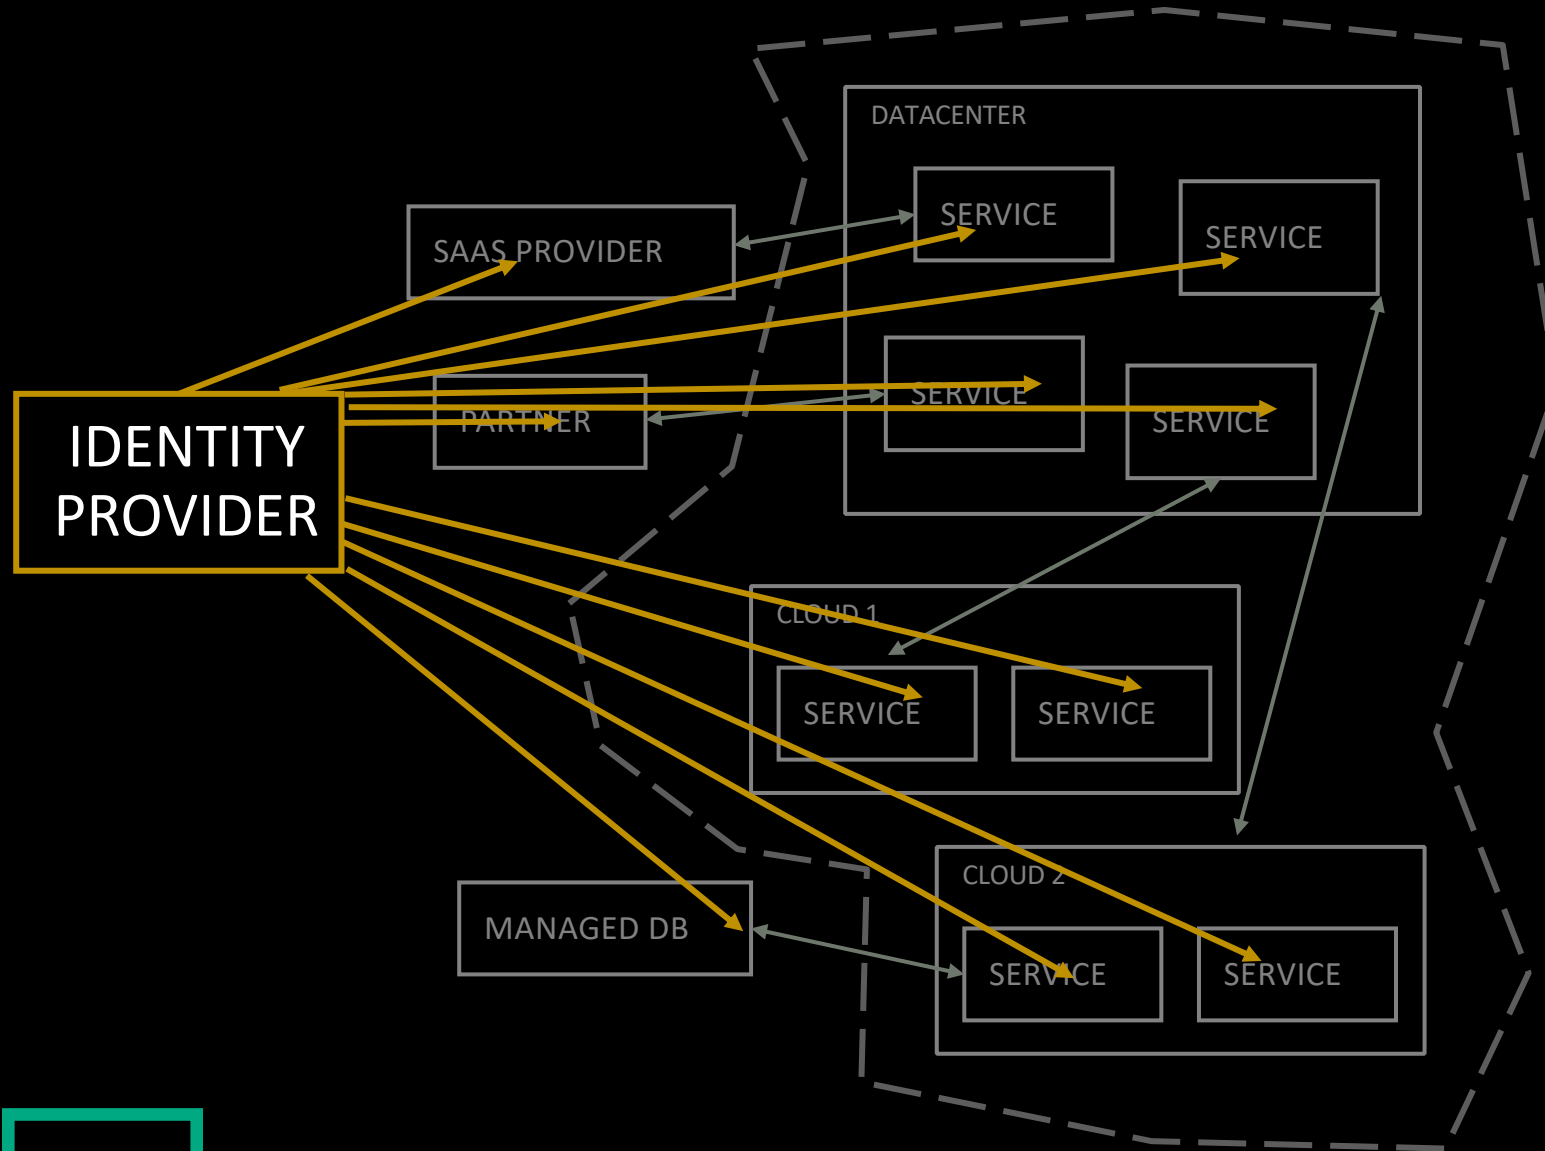 DATACENTER
SERVICE
SERVICE
SAAS PROVIDER
SERVICE
SERVICE
PARTNER
IDENTITY
PROVIDER
CLOUD 1
SERVICE
SERVICE
CLOUD 2
MANAGED DB
SERVICE
SERVICE